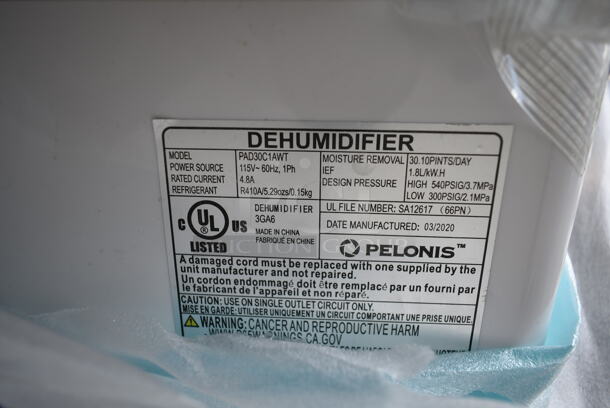 DEHUMIDIFIER
MODEL PAD30C1AWT
POWER SOURCE 115V~ 60Hz, 1Ph
RATED CURRENT 4.8A
REFRIGERANT R410A/5.29ozs/0.15kg
MOISTURE REMOVAL 30.10PINTS/DAY
IEF 1.8L/kW.H
DESIGN PRESSURE HIGH 540PSIG/3.7MPa
LOW 300PSIG/2.1MPa
C UL US
LISTED
DEHUMIDIFIER
3GA6
MADE IN CHINA
FABRIQUÉ EN CHINE
UL FILE NUMBER: SA12617 (66PN)
DATE MANUFACTURED: 03/2020
PELONIS™
A damaged cord must be replaced with one supplied by the
unit manufacturer and not repaired.
Un cordon endommagé doit être remplacé par un fourni par
le fabricant de l'appareil et non réparé.
CAUTION: USE ON SINGLE OUTLET CIRCUIT ONLY.
MISE EN GARDE: UTILISER UNIQUEMENT UN CIRCUIT COMPORTANT UNE PRISE UNIQUE.
WARNING: CANCER AND REPRODUCTIVE HARM
- WWW.P65WARNINGS.CA.GOV